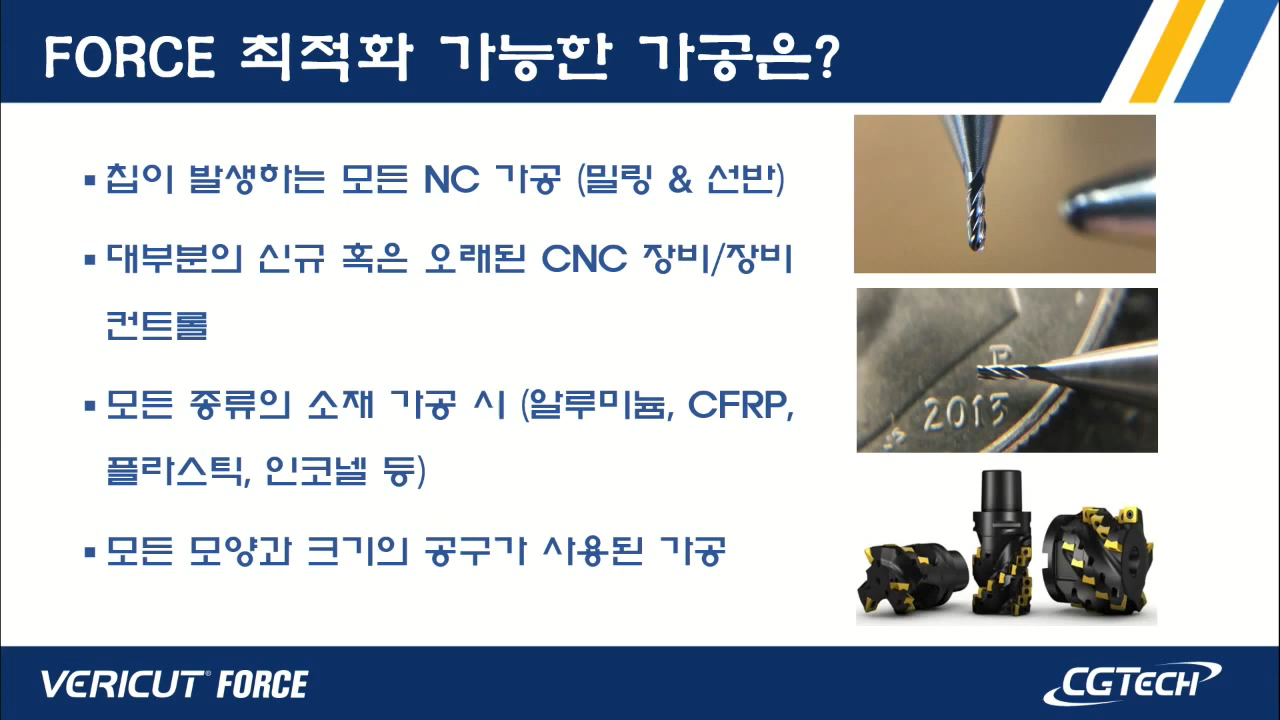 FORCE 최적화 가능한 가공은?
▪ 칩이 발생하는 모든 NC 가공 (밀링 & 선반)
▪ 대부분의 신규 혹은 오래된 CNC 장비/장비
컨트롤
▪ 모든 종류의 소재 가공 시 (알루미늄, CFRP,
플라스틱, 인코넬 등)
▪ 모든 모양과 크기의 공구가 사용된 가공
P
2013
VERICUT® FORCE
CGTECH